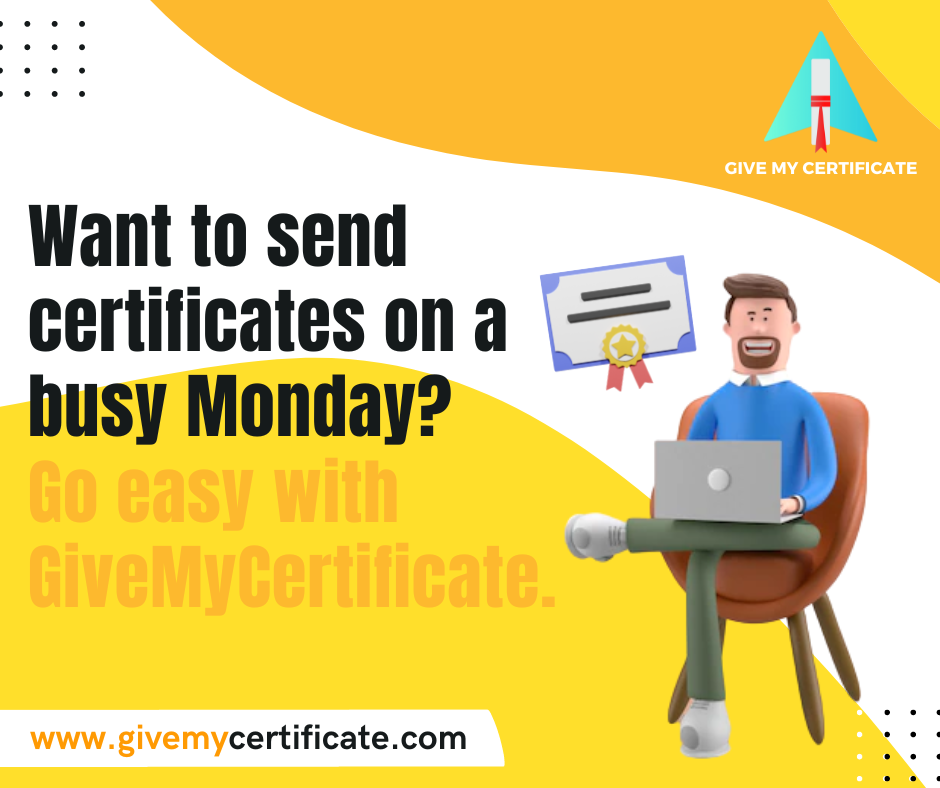 GIVE MY CERTIFICATE
Want to send
certificates on a
busy Monday?
Go easy with
GiveMyCertificate.
www.givemycertificate.com